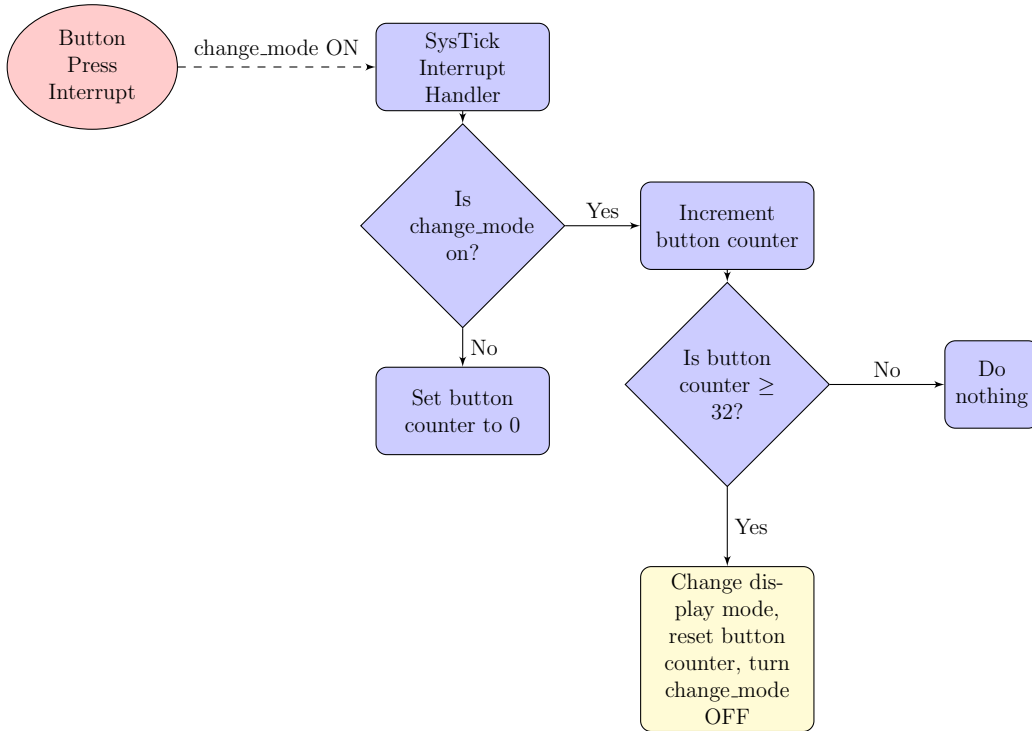 Button
Press
Interrupt
change_mode ON
SysTick
Interrupt
Handler
Is
change_mode
on?
Yes
Increment
button counter
No
Set button
counter to 0
Is button
counter ≥
32?
No
Do
nothing
Yes
Change dis-
play mode,
reset button
counter, turn
change_mode
OFF